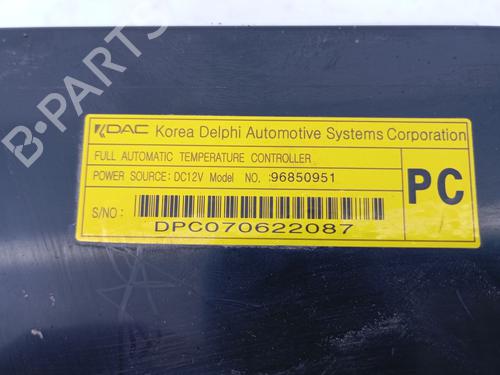 KDAC Korea Delphi Automotive Systems Corporation
FULL AUTOMATIC TEMPERATURE CONTROLLER
POWER SOURCE: DC12V Model NO. :96850951
PC
S/NO :
DPC070622087